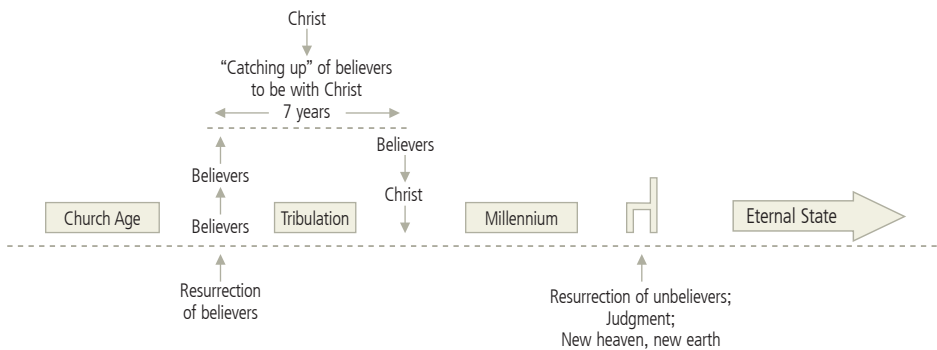 Christ
“Catching up” of believers
to be with Christ
7 years
Believers
Believers
Christ
Church Age
Believers
Tribulation
Millennium
Eternal State
Resurrection
of believers
Resurrection of unbelievers;
Judgment;
New heaven, new earth